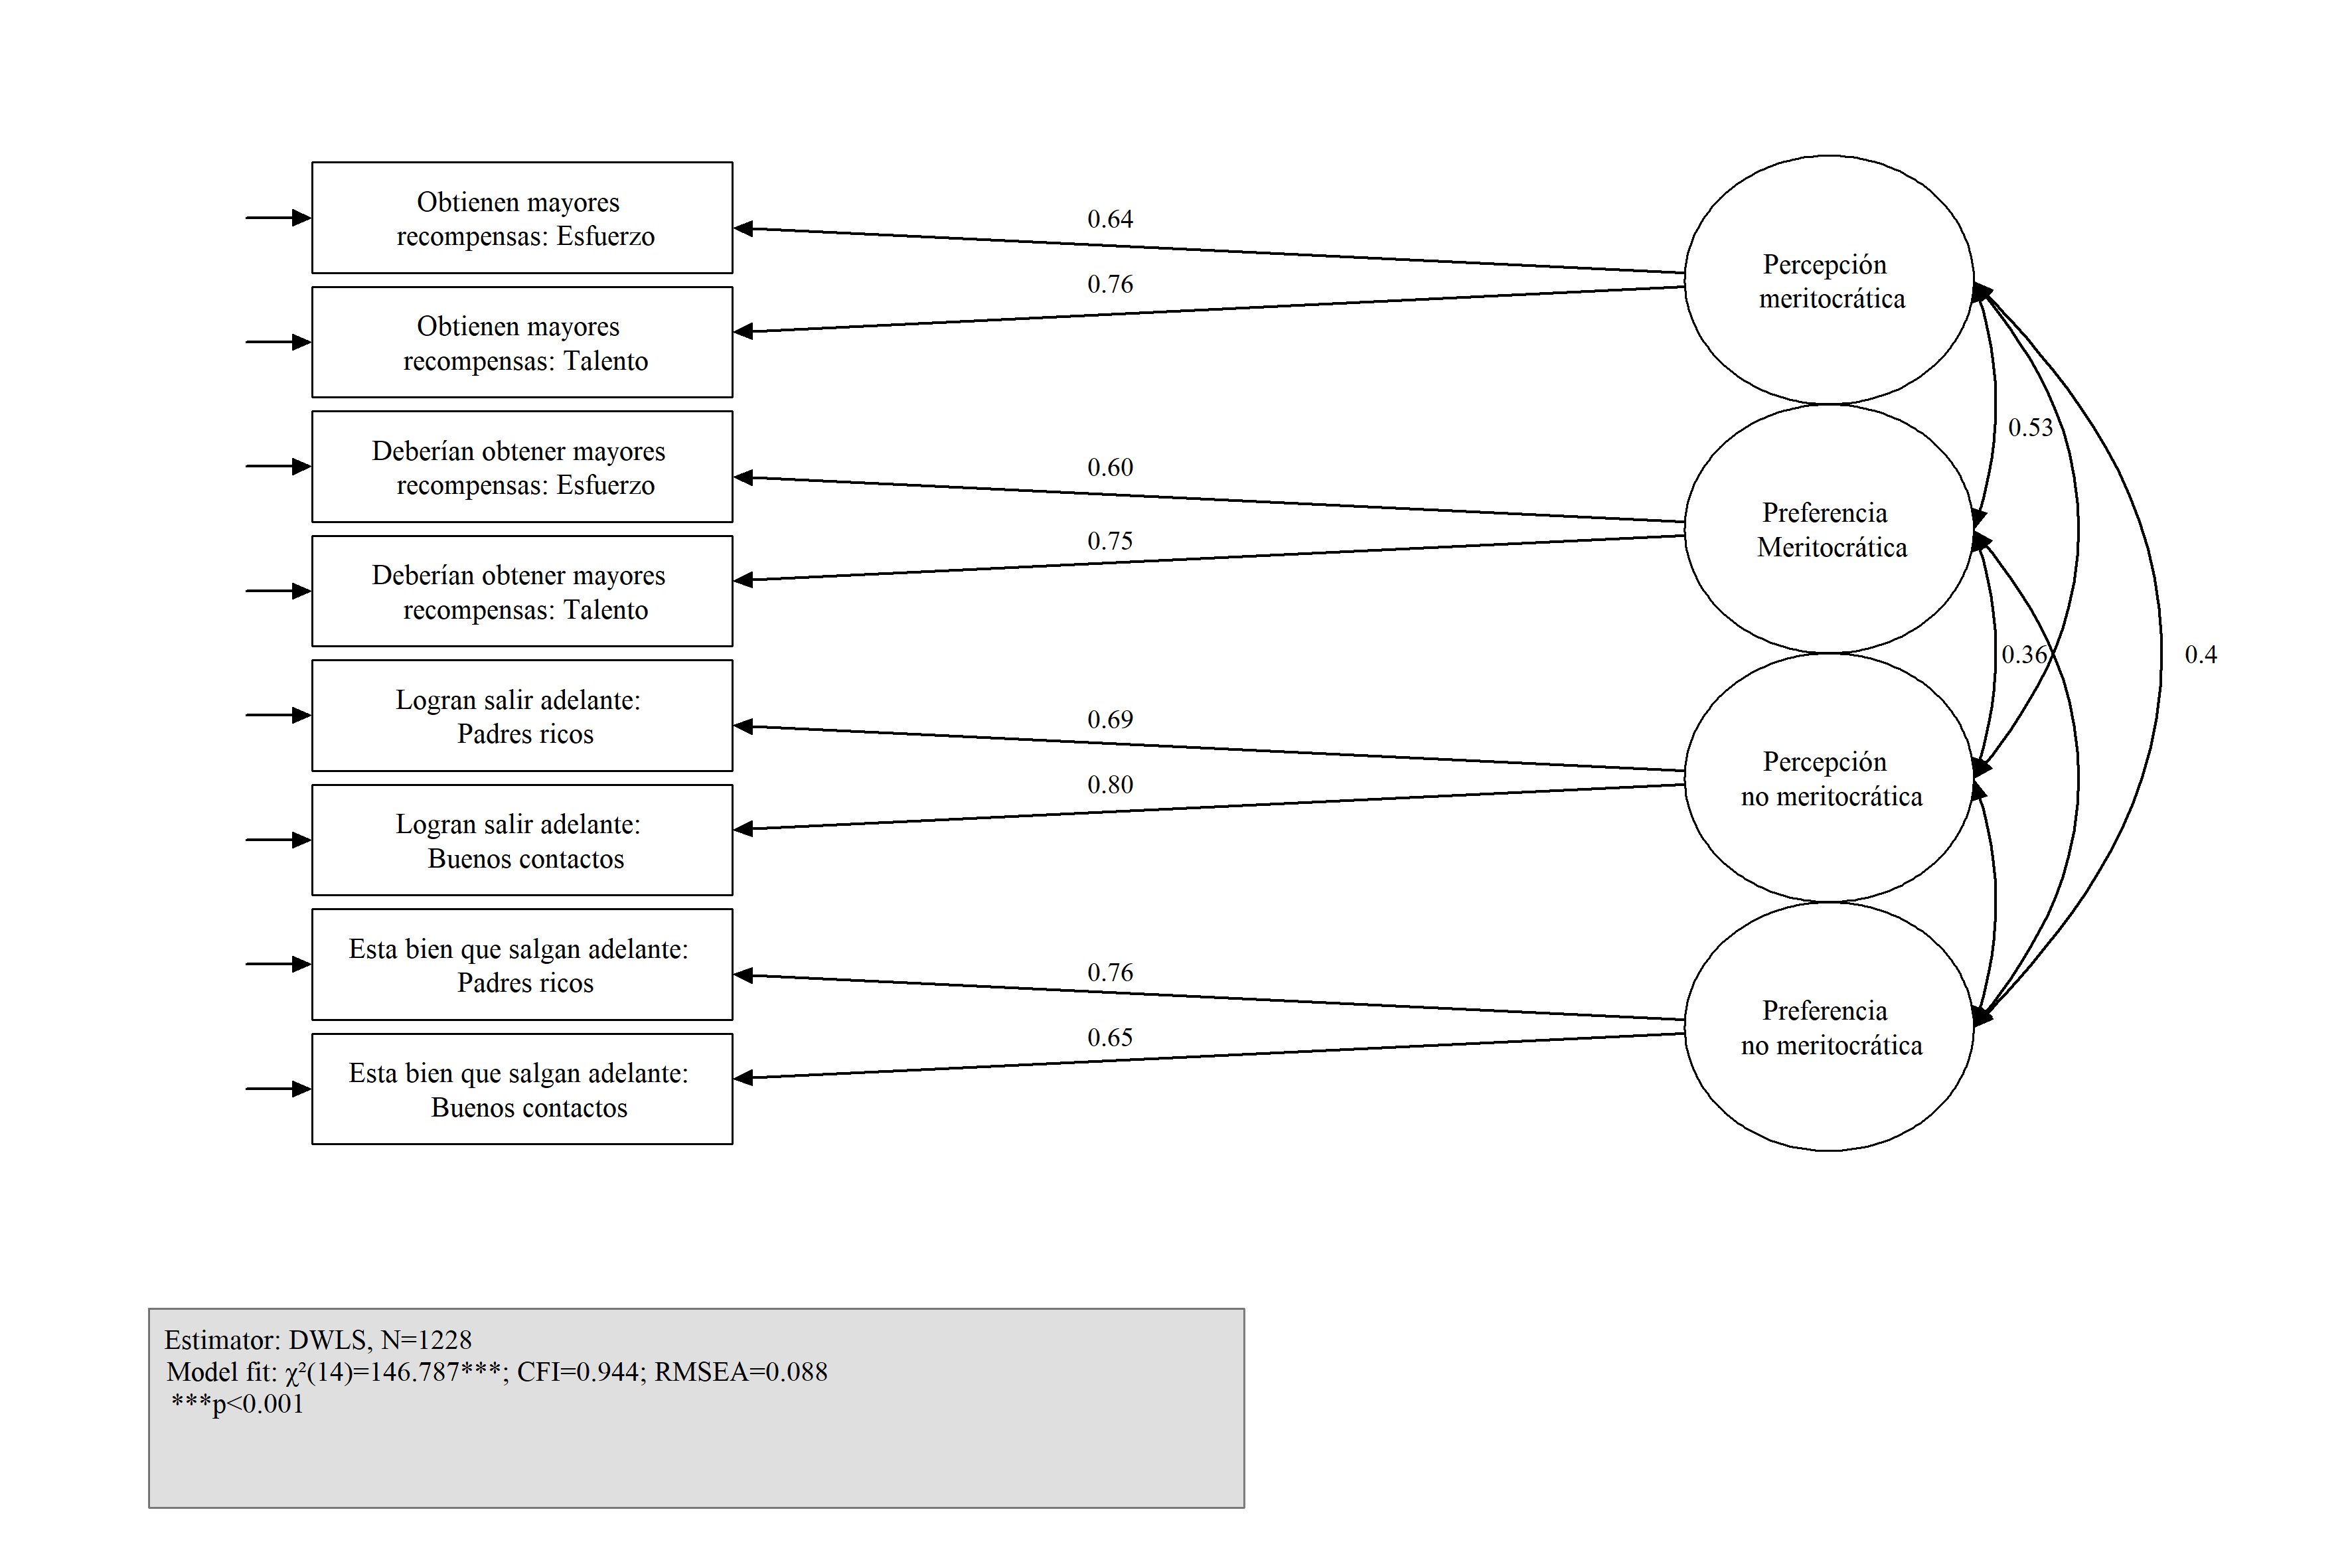 Obtienen mayores
recompensas: Esfuerzo
0.64
Percepción
meritocrática
Obtienen mayores
recompensas: Talento
0.76
Deberían obtener mayores
recompensas: Esfuerzo
0.60
0.53
Preferencia
Meritocrática
Deberían obtener mayores
recompensas: Talento
0.75
0.36
0.4
Logran salir adelante:
Padres ricos
0.69
Percepción
no meritocrática
Logran salir adelante:
Buenos contactos
0.80
Esta bien que salgan adelante:
Padres ricos
0.76
Preferencia
no meritocrática
Esta bien que salgan adelante:
Buenos contactos
0.65
Estimator: DWLS, N=1228
Model fit: χ²(14)=146.787***; CFI=0.944; RMSEA=0.088
***p<0.001